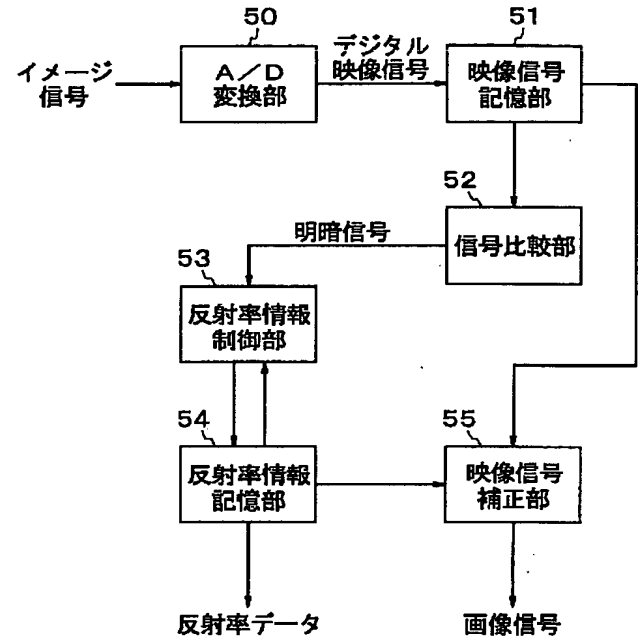 50
51
イメージ
信号
A/D
変換部
デジタル
映像信号
映像信号
記憶部
52
明暗信号
信号比較部
53
反射率情報
制御部
54
55
反射率情報
記憶部
映像信号
補正部
反射率データ
画像信号